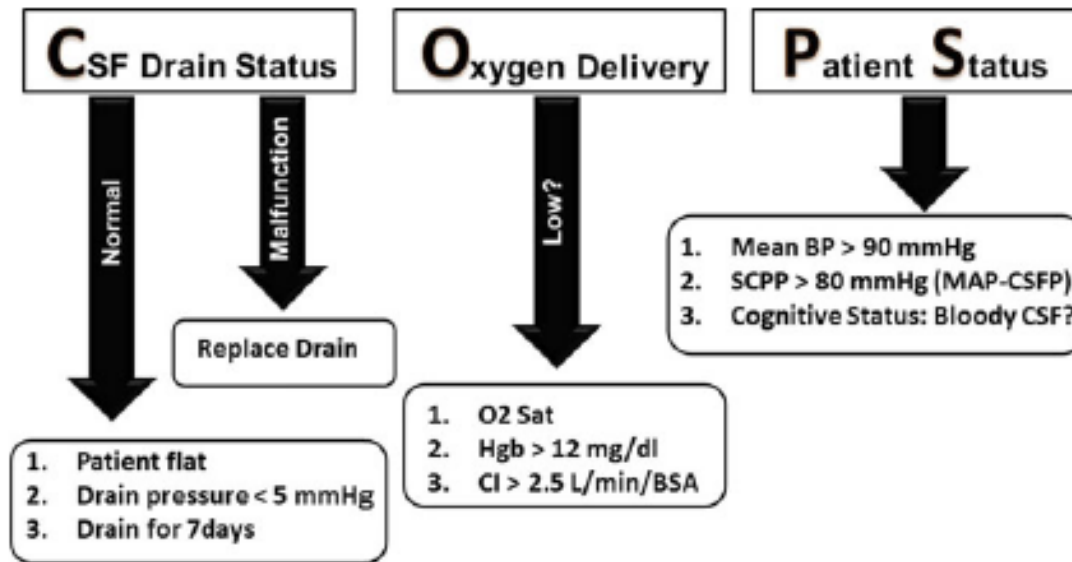 CSF Drain Status
Normal
Malfunction
Replace Drain
1. Patient flat
2. Drain pressure < 5 mmHg
3. Drain for 7days
Oxygen Delivery
Low?
1. O2 Sat
2. Hgb > 12 mg/dl
3. CI > 2.5 L/min/BSA
Patient Status
1. Mean BP > 90 mmHg
2. SCPP > 80 mmHg (MAP-CSFP)
3. Cognitive Status: Bloody CSF?